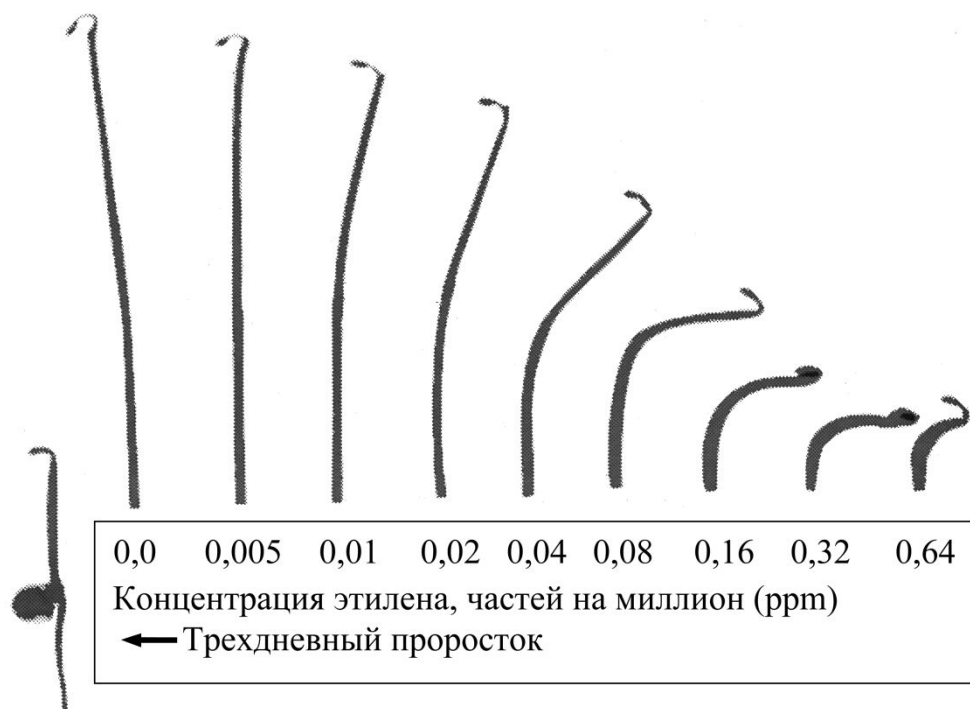 0,0 0,005 0,01 0,02 0,04 0,08 0,16 0,32 0,64
Концентрация этилена, частей на миллион (ppm)
Трехдневный проросток